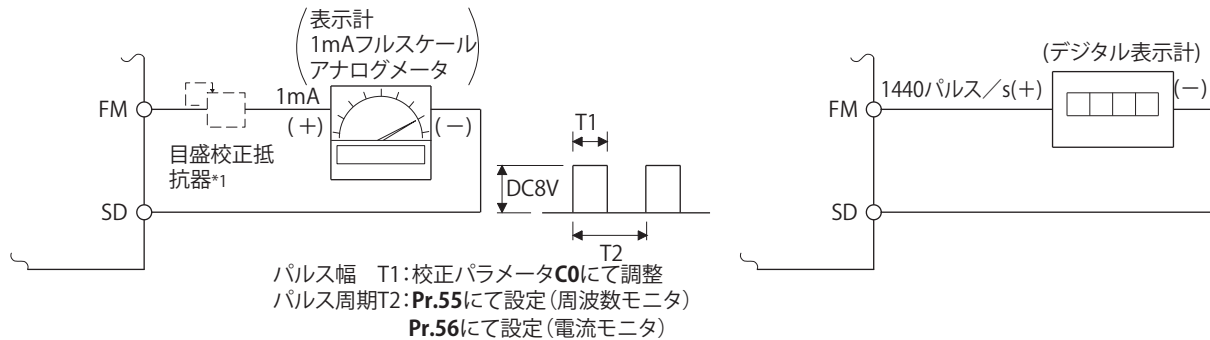 表示計
1mAフルスケール
アナログメータ
FM
1mA
(+)
(−)
目盛校正抵
抗器*1
SD
T1
DC8V
T2
パルス幅　T1：校正パラメータC0にて調整
パルス周期T2：Pr.55にて設定（周波数モニタ）
Pr.56にて設定（電流モニタ）
(デジタル表示計)
1440パルス／s(+)
(−)
FM
SD